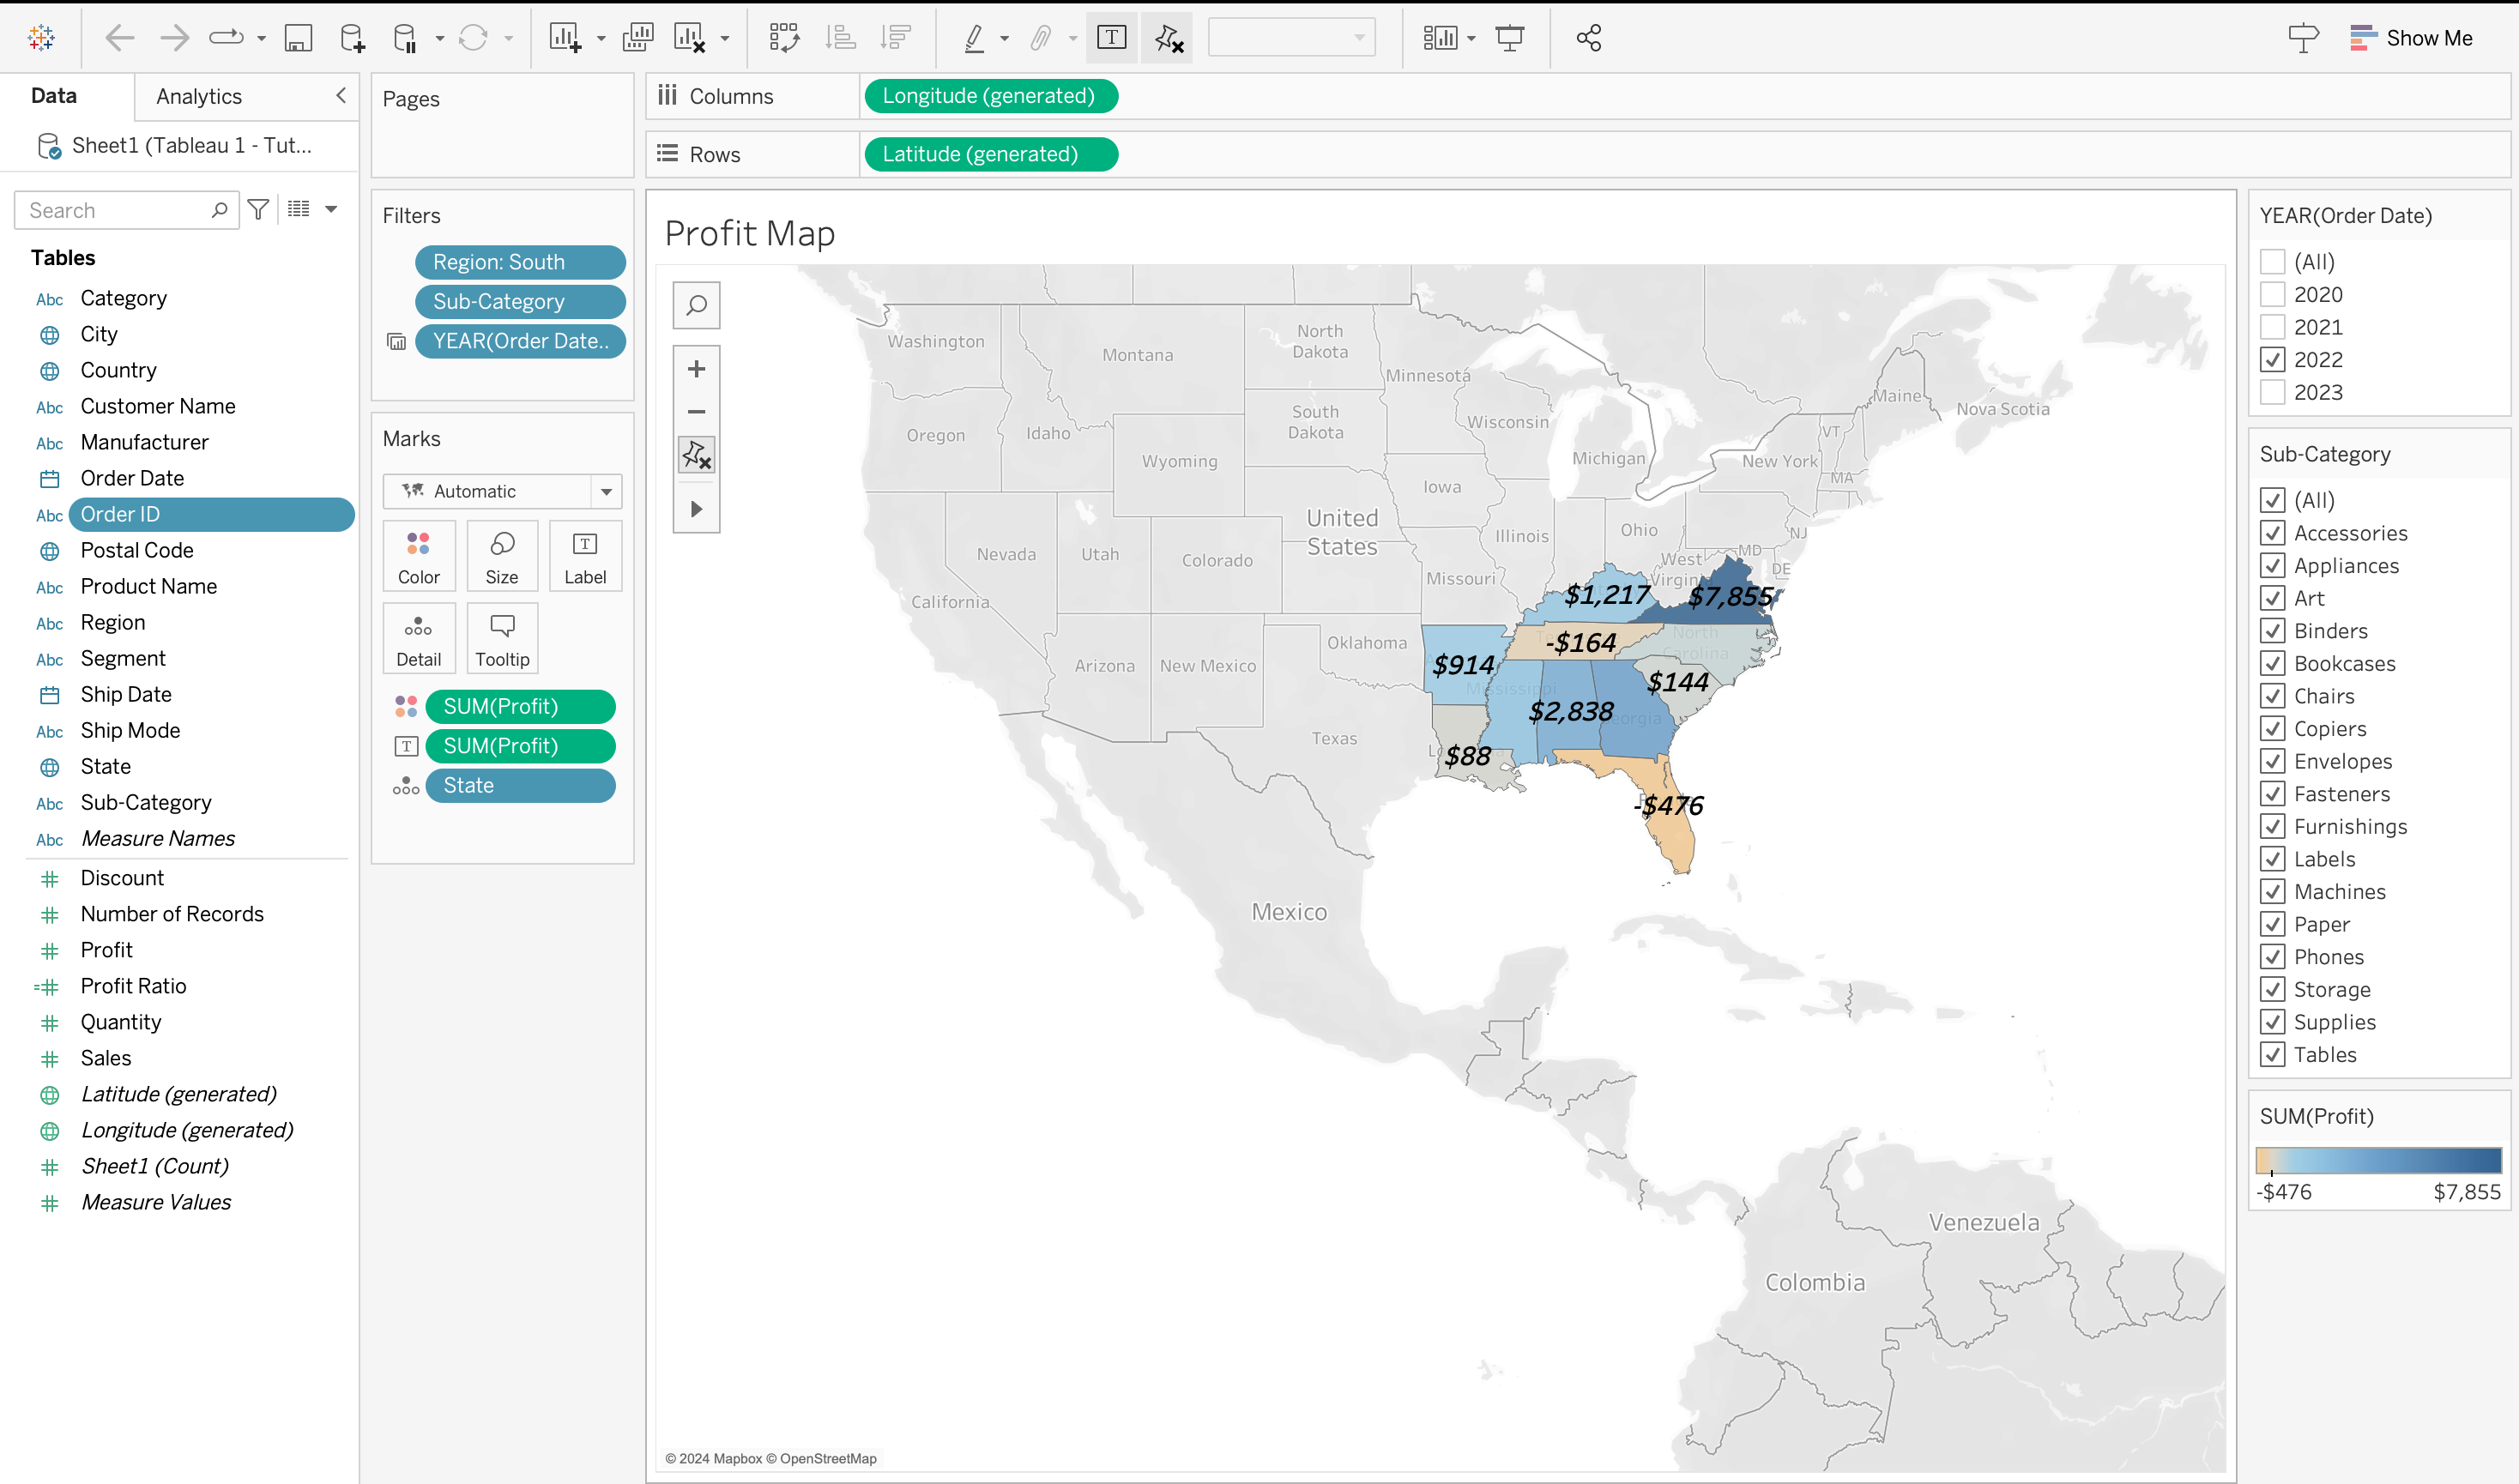 Show Me
Data
Analytics
Sheet1 (Tableau 1 - Tut...
Search
Tables
Abc Category
City
Country
Abc Customer Name
Abc Manufacturer
Order Date
Abc Order ID
Postal Code
Abc Product Name
Abc Region
Abc Segment
Ship Date
Abc Ship Mode
State
Abc Sub-Category
Abc Measure Names
Discount
Number of Records
Profit
Profit Ratio
Quantity
Sales
Latitude (generated)
Longitude (generated)
Sheet1 (Count)
Measure Values
Pages
Filters
Region: South
Sub-Category
YEAR(Order Date..
Marks
Automatic
Color
Size
T
Label
Detail
Tooltip
SUM(Profit)
T SUM(Profit)
State
Columns
Longitude (generated)
Rows
Latitude (generated)
Profit Map
Washington
Montana
North
Dakota
Minnesota
Maine
Nova Scotia
Oregon
Idaho
South
Dakota
Wisconsin
VT
Wyoming
Michigan
New York
MA
Iowa
United
States
Nevada
Utah
Colorado
Illinois
Ohio
NJ
MD
DE
West
Virgin
Missouri
California
$1,217
$7,855
Oklahoma
-$164
North
Carolina
Arizona
New Mexico
$914
Mississippi
$144
$2,838
Texas
$88
-$476
Mexico
Venezuela
Colombia
© 2024 Mapbox © OpenStreetMap
YEAR(Order Date)
(All)
2020
2021
2022
2023
Sub-Category
(All)
Accessories
Appliances
Art
Binders
Bookcases
Chairs
Copiers
Envelopes
Fasteners
Furnishings
Labels
Machines
Paper
Phones
Storage
Supplies
Tables
SUM(Profit)
-$476
$7,855